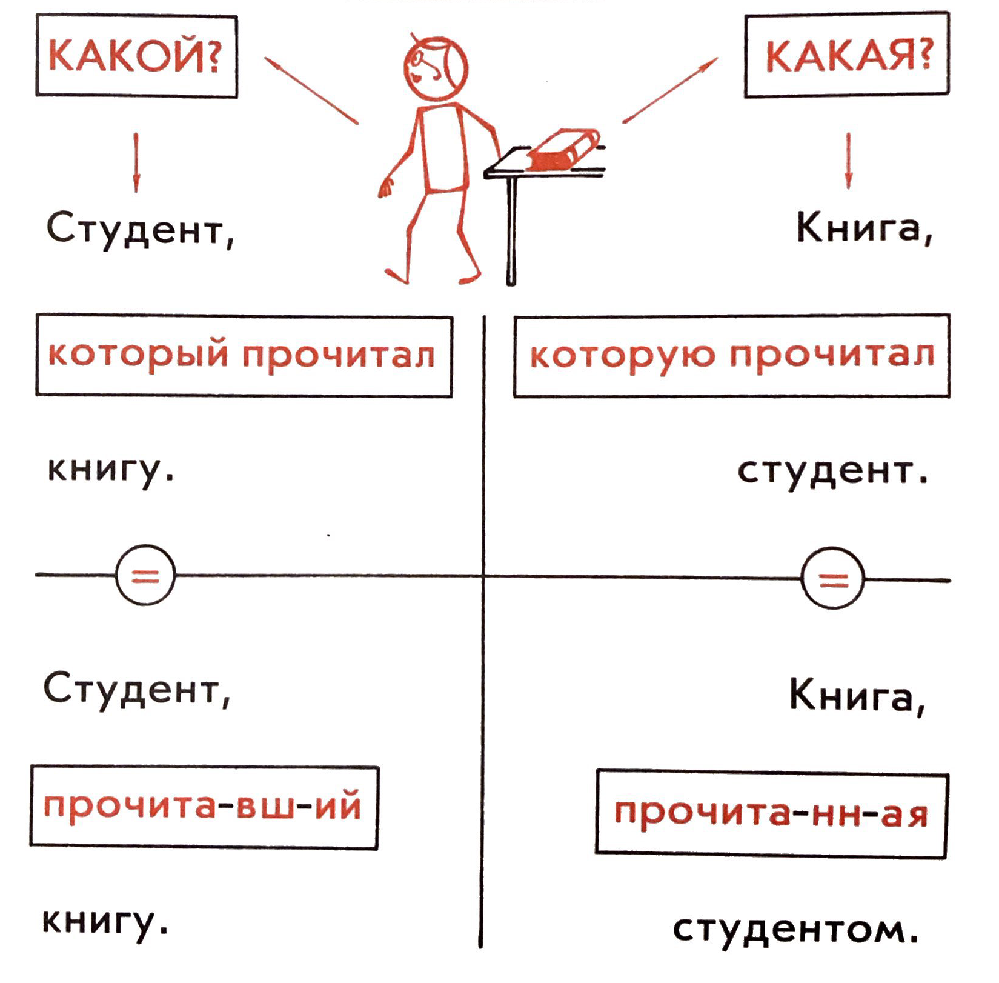 КАКОЙ?
Студент,
который прочитал
книгу.
=
Студент,
прочита-вш-ий
книгу.
КАКАЯ?
Книга,
которую прочитал
студент.
=
Книга,
прочита-нн-ая
студентом.